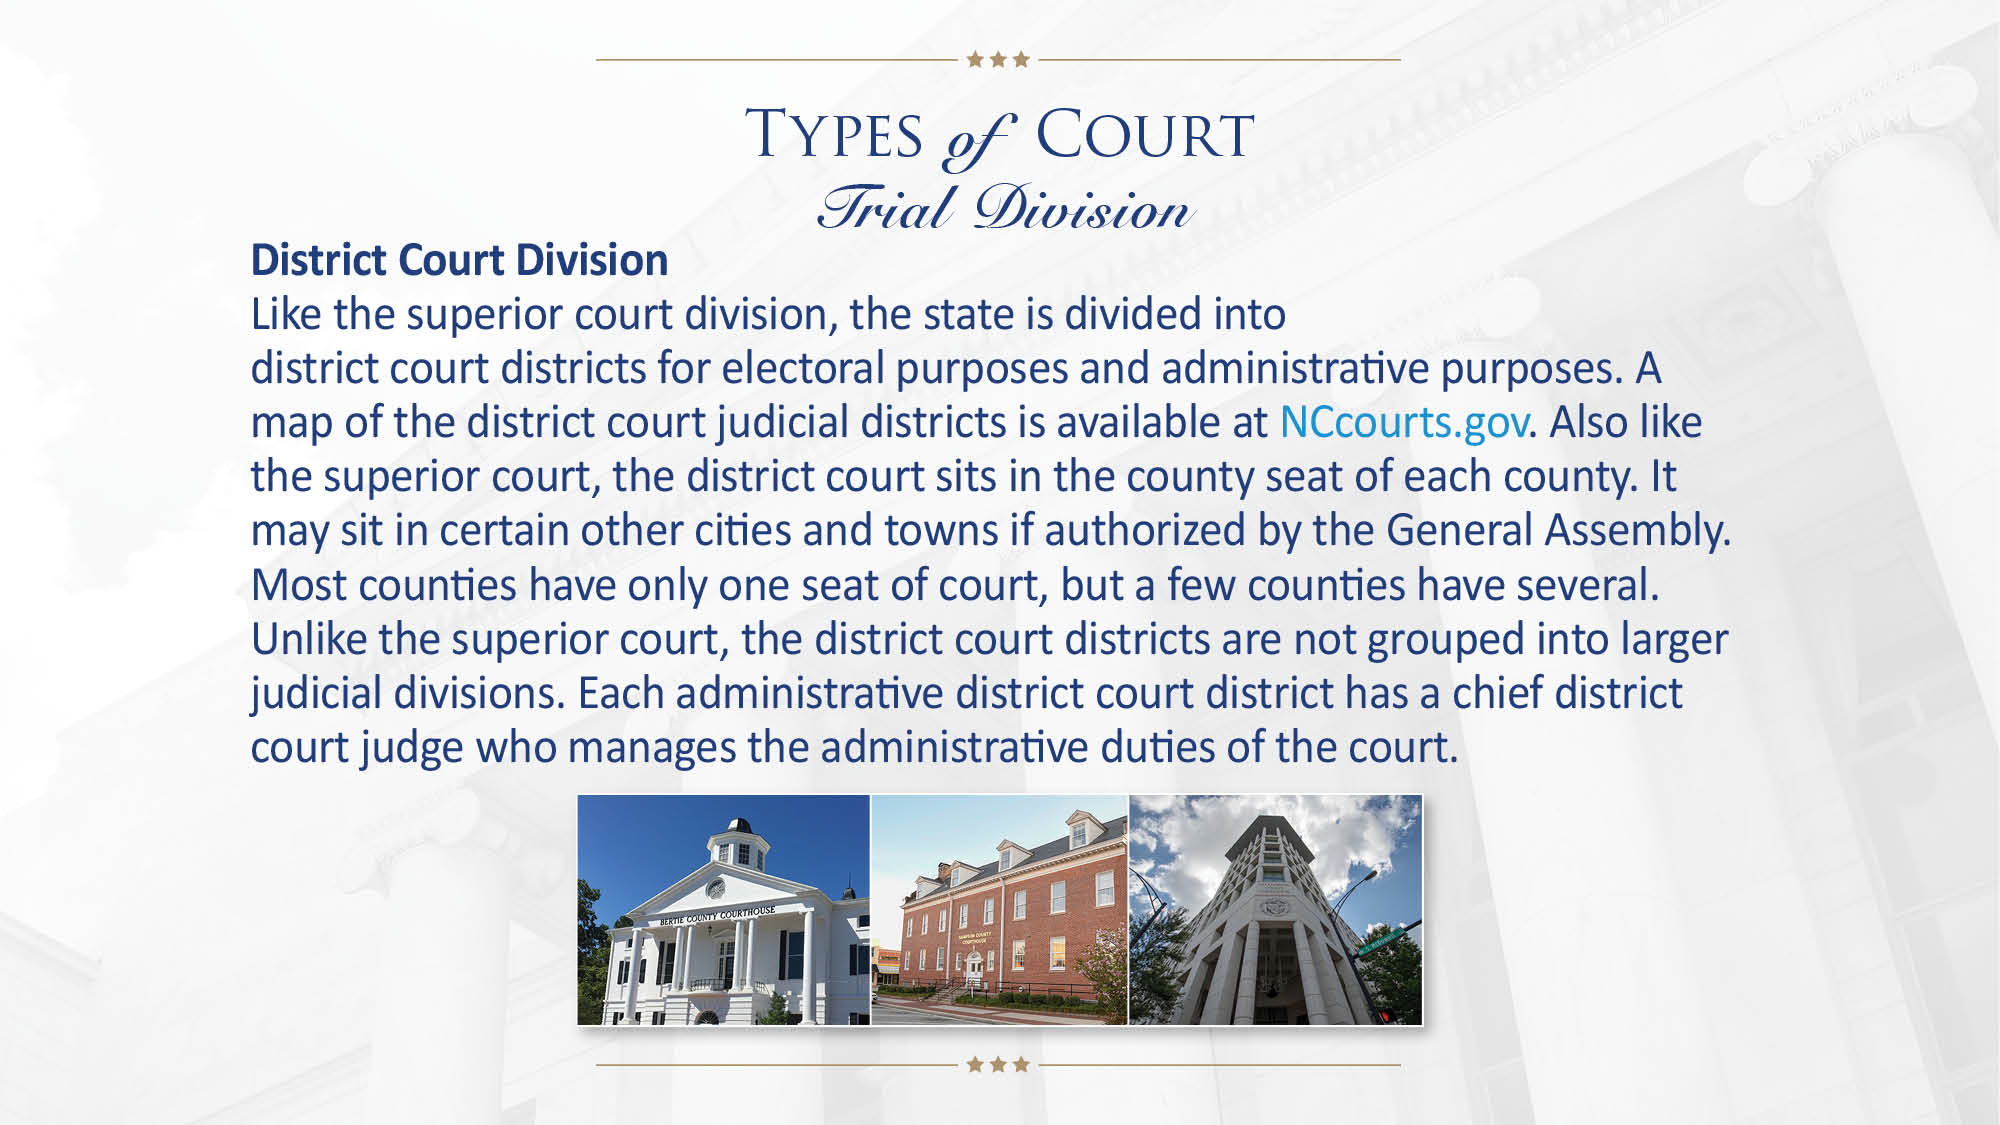 TYPES of COURT
Trial Division
District Court Division
Like the superior court division, the state is divided into
district court districts for electoral purposes and administrative purposes. A
map of the district court judicial districts is available at NCcourts.gov. Also like
the superior court, the district court sits in the county seat of each county. It
may sit in certain other cities and towns if authorized by the General Assembly.
Most counties have only one seat of court, but a few counties have several.
Unlike the superior court, the district court districts are not grouped into larger
judicial divisions. Each administrative district court district has a chief district
court judge who manages the administrative duties of the court.
BERTIE COUNTY COURTHOUSE
SAMPSON COUNTY
COURTHOUSE